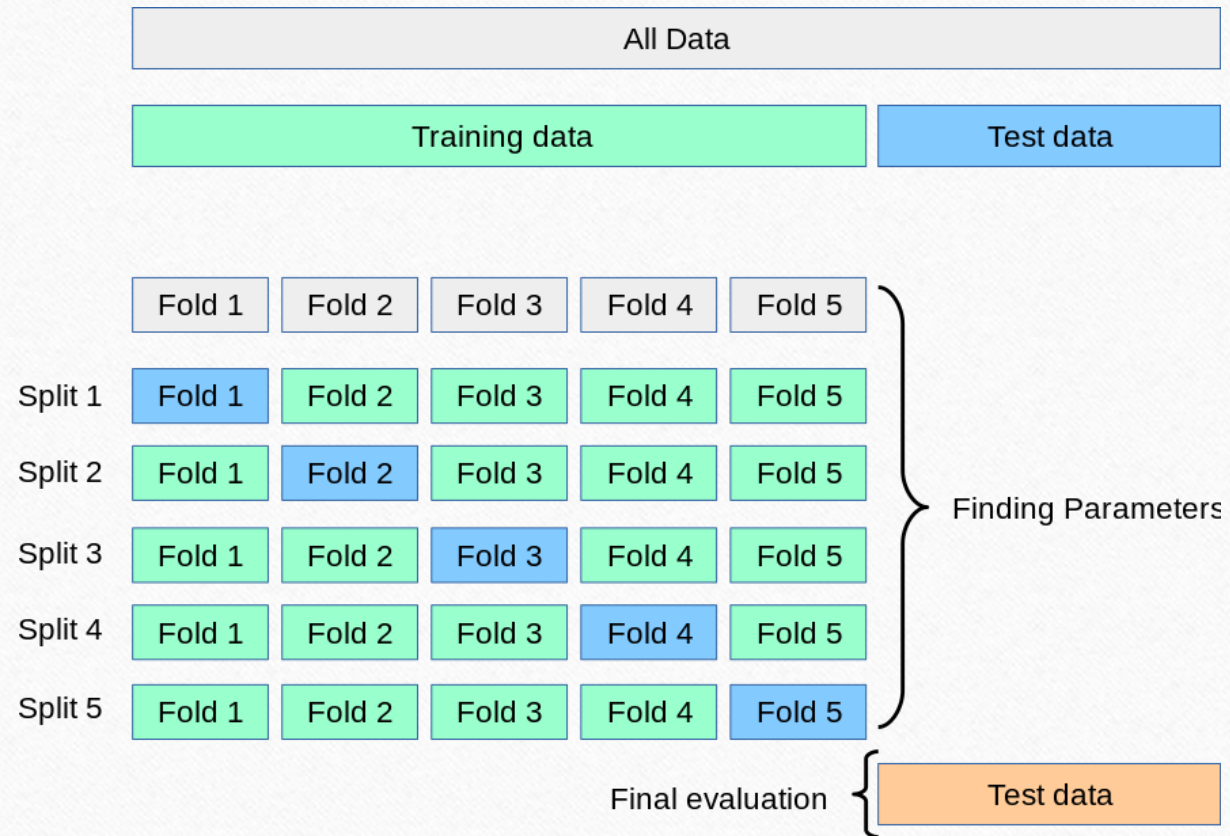 All Data
Training data Test data
Fold 1 Fold 2 Fold 3 Fold 4 Fold 5
Split 1 Fold 1 Fold 2 Fold 3 Fold 4 Fold 5
Split 2 Fold 1 Fold 2 Fold 3 Fold 4 Fold 5
Finding Parameters
Split 3 Fold 1 Fold 2 Fold 3 Fold 4 Fold 5
Split 4 Fold 1 Fold 2 Fold 3 Fold 4 Fold 5
Split 5 Fold 1 Fold 2 Fold 3 Fold 4 Fold 5
Final evaluation Test data